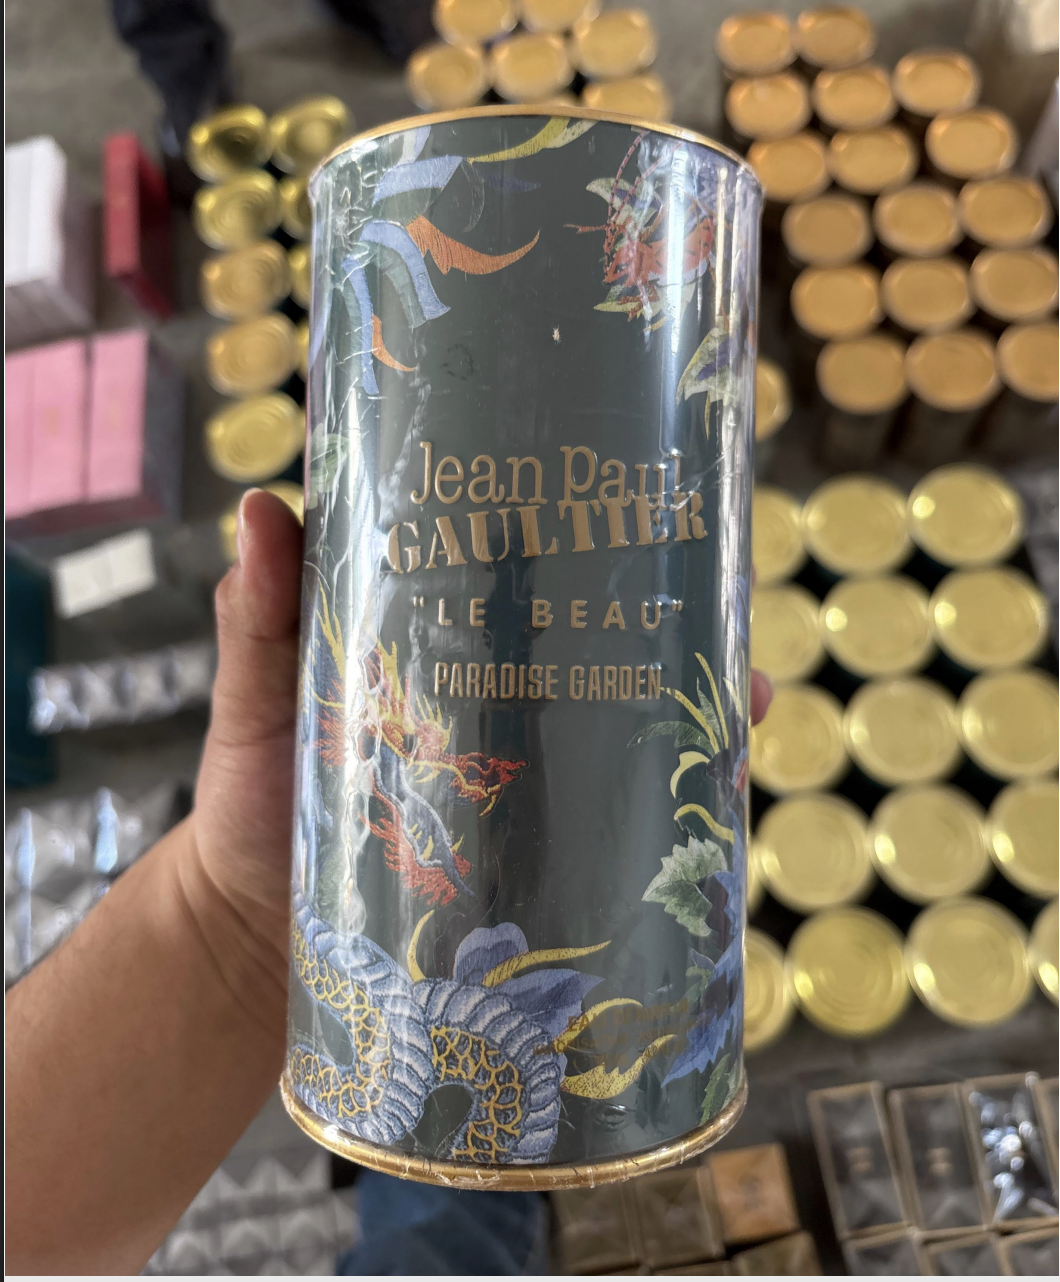 Jean Paul
GAULTIER
"LE BEAU"
PARADISE GARDEN